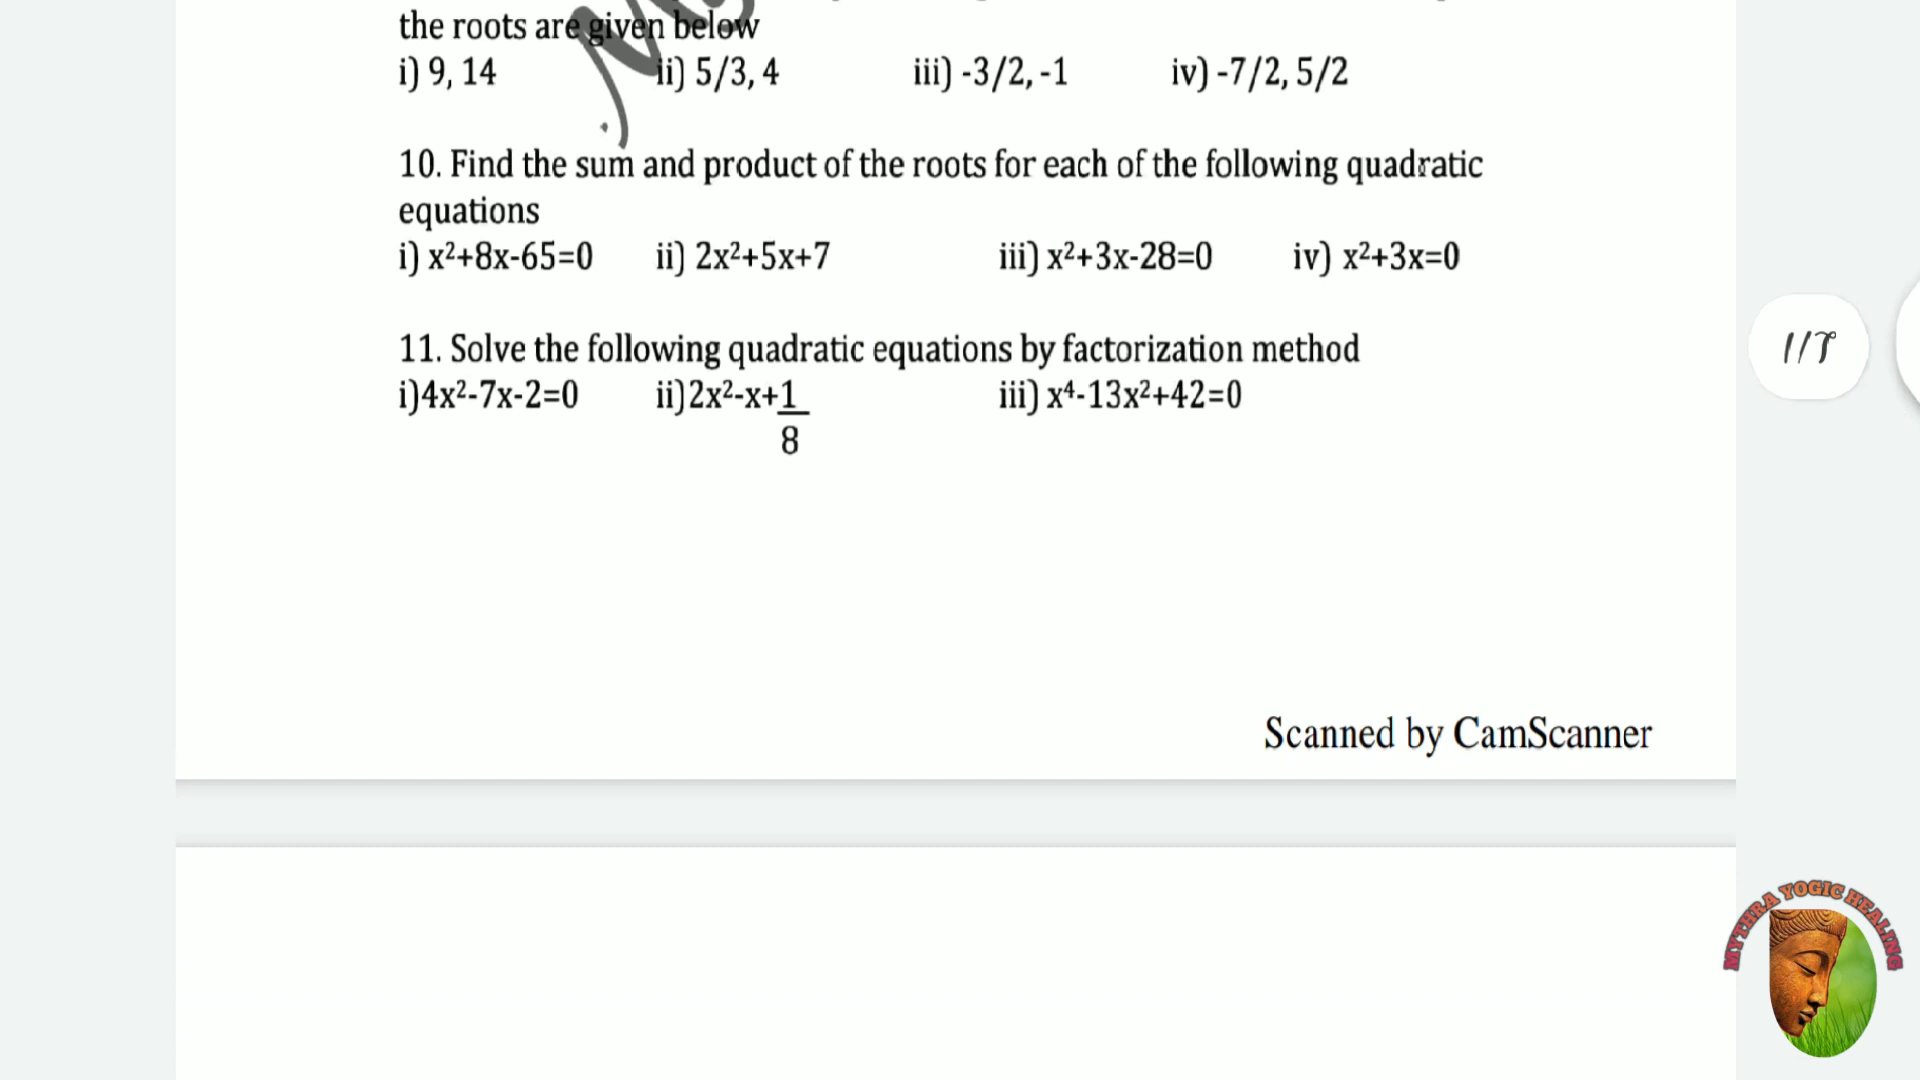 the roots are given below
i) 9, 14 ii) 5/3, 4 iii) -3/2, -1 iv) -7/2, 5/2
10. Find the sum and product of the roots for each of the following quadratic
equations
i) x²+8x-65=0 ii) 2x²+5x+7 iii) x²+3x-28=0 iv) x²+3x=0
11. Solve the following quadratic equations by factorization method
i)4x²-7x-2=0 ii)2x²-x+1 iii) x⁴-13x²+42=0
8
Scanned by CamScanner
MYTHRA YOGIC HEALING